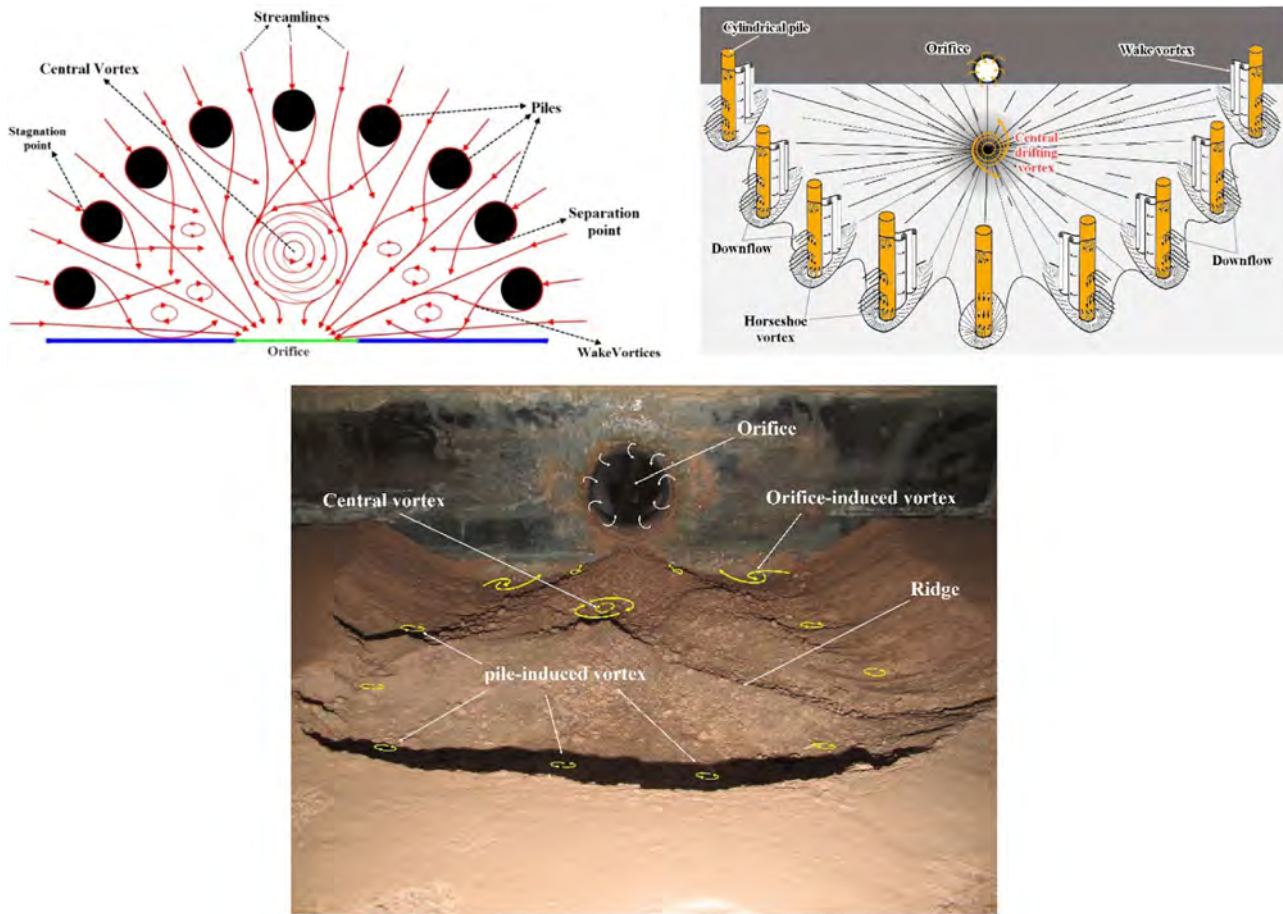 Streamlines
Central Vortex
Piles
Stagnation
point
Separation
point
Orifice
WakeVortices
Cylindrical pile
Orifice
Wake vortex
Central
drifting
vortex
Downflow
Downflow
Horseshoe
vortex
Orifice
Central vortex
Orifice-induced vortex
Ridge
pile-induced vortex